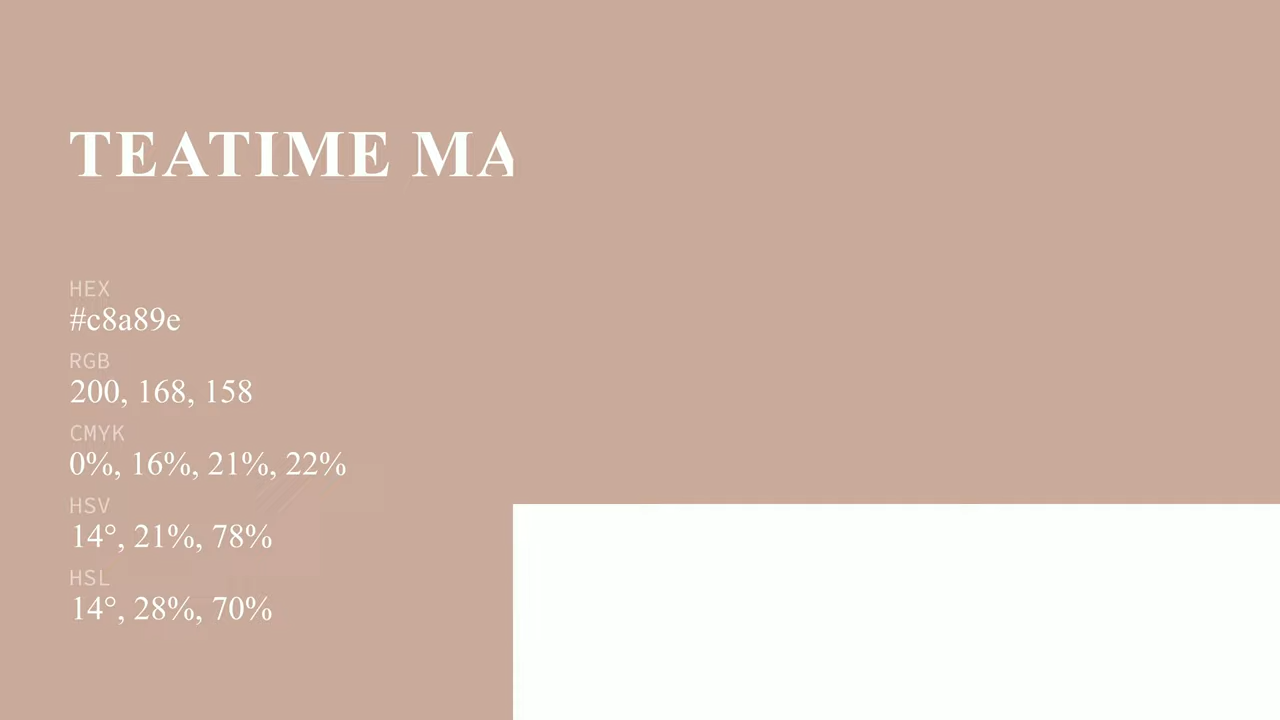 TEATIME MA
HEX
#c8a89e
RGB
200, 168, 158
CMYK
0%, 16%, 21%, 22%
HSV
14°, 21%, 78%
HSL
14°, 28%, 70%